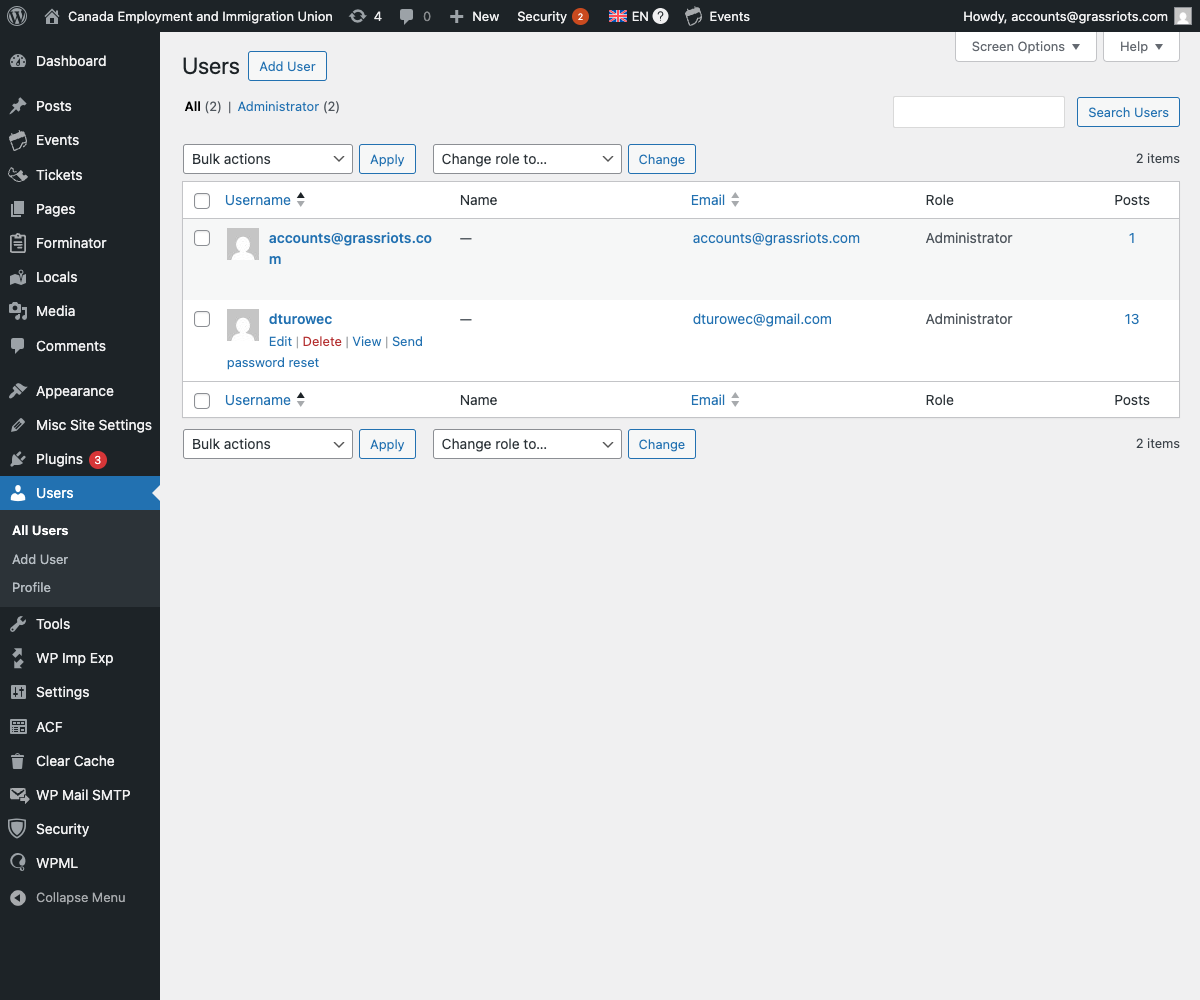 Canada Employment and Immigration Union 4 0 New Security 2 EN ? Events Howdy, accounts@grassriots.com
Screen Options Help
Dashboard
Posts
Events
Tickets
Pages
Forminator
Locals
Media
Comments
Appearance
Misc Site Settings
Plugins 3
Users
All Users
Add User
Profile
Tools
WP Imp Exp
Settings
ACF
Clear Cache
WP Mail SMTP
Security
WPML
Collapse Menu
Users Add User
All (2) | Administrator (2)
Search Users
Bulk actions Apply Change role to... Change 2 items
Username Name Email Role Posts
accounts@grassriots.co — accounts@grassriots.com Administrator 1
m
dturowec — dturowec@gmail.com Administrator 13
Edit | Delete | View | Send
password reset
Username Name Email Role Posts
Bulk actions Apply Change role to... Change 2 items